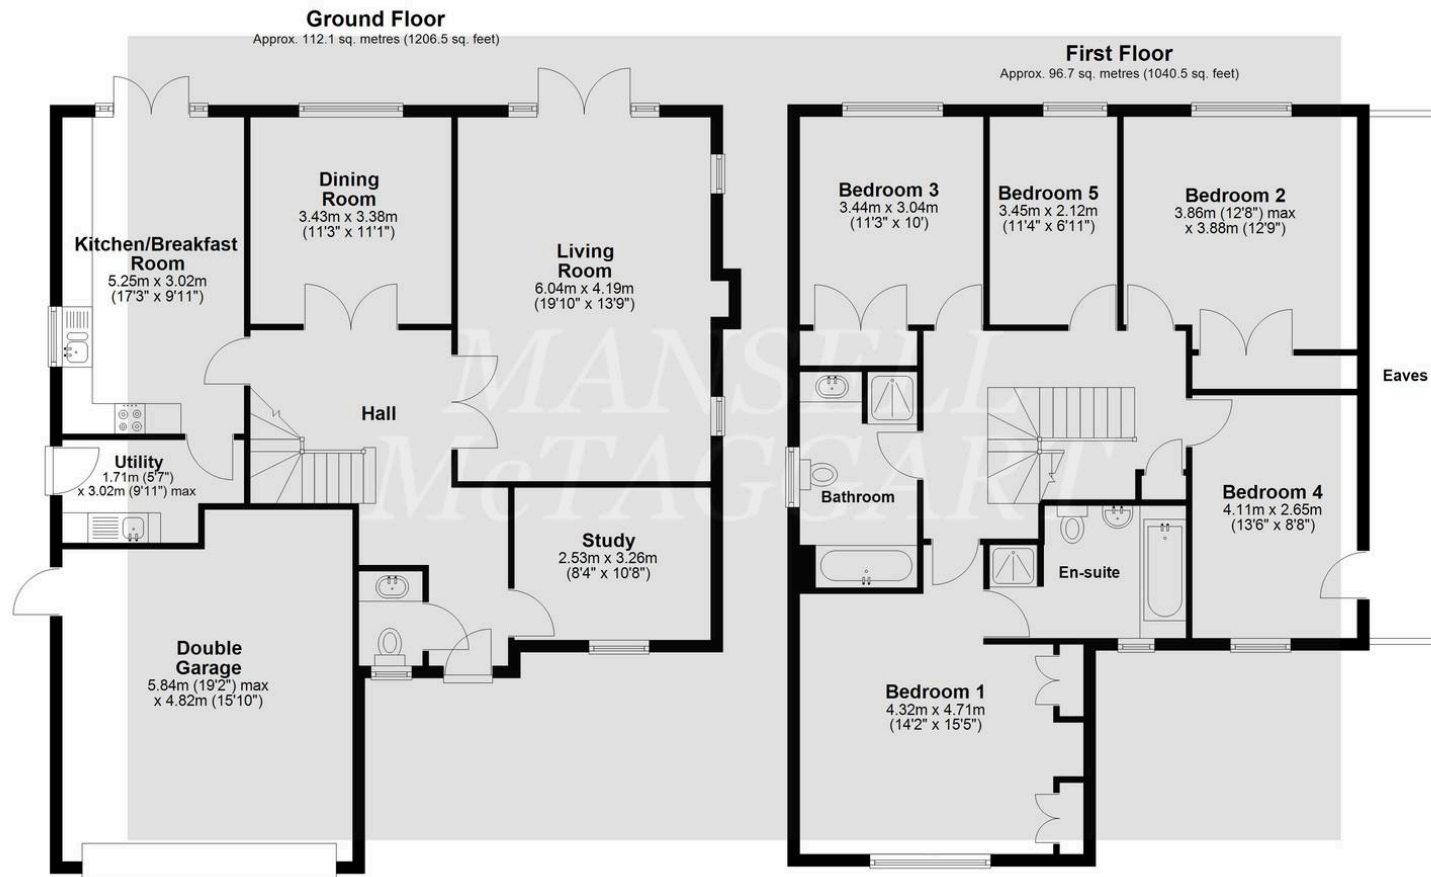 Ground Floor
Approx. 112.1 sq. metres (1206.5 sq. feet)
Kitchen/Breakfast
Room
5.25m x 3.02m
(17'3" x 9'11")
Dining
Room
3.43m x 3.38m
(11'3" x 11'1")
Living
Room
6.04m x 4.19m
(19'10" x 13'9")
Hall
Utility
1.71m (5'7")
x 3.02m (9'11") max
Study
2.53m x 3.26m
(8'4" x 10'8")
Double
Garage
5.84m (19'2") max
x 4.82m (15'10")
First Floor
Approx. 96.7 sq. metres (1040.5 sq. feet)
Bedroom 3
3.44m x 3.04m
(11'3" x 10')
Bedroom 5
3.45m x 2.12m
(11'4" x 6'11")
Bedroom 2
3.86m (12'8") max
x 3.88m (12'9")
Eaves
Bathroom
Bedroom 4
4.11m x 2.65m
(13'6" x 8'8")
En-suite
Bedroom 1
4.32m x 4.71m
(14'2" x 15'5")
MANSELL
McTAGGART